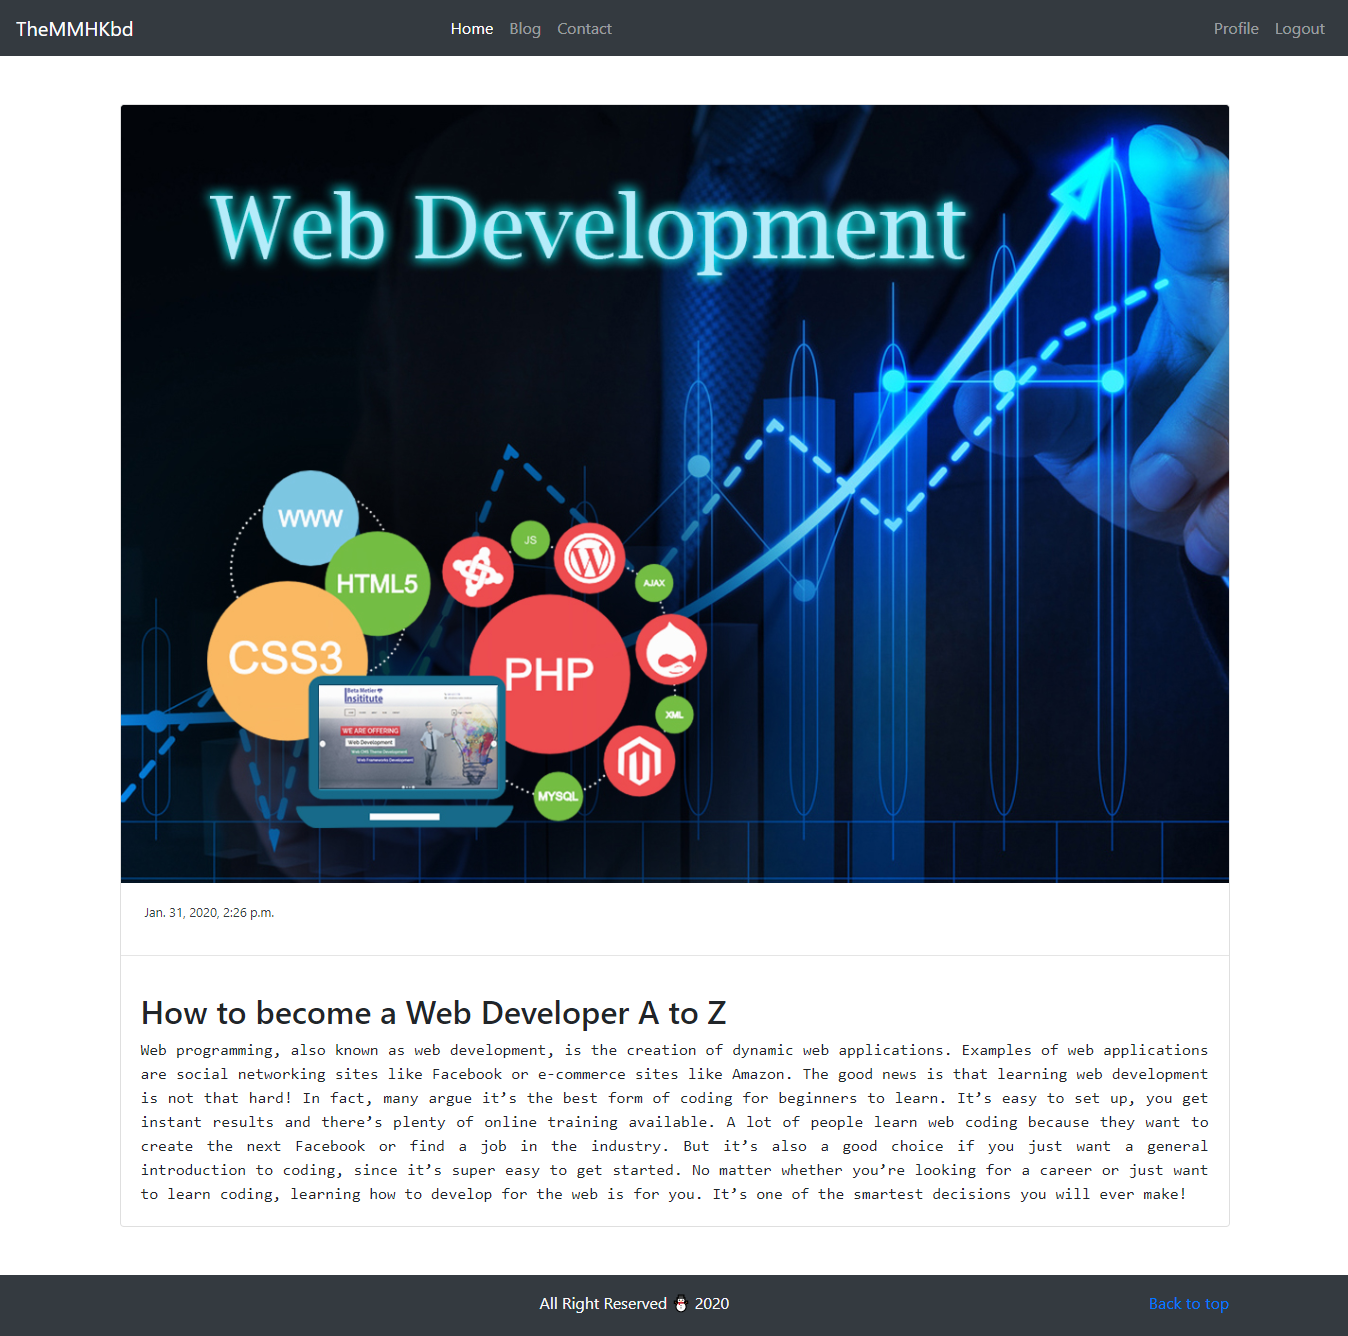 TheMMHKbd
Home Blog Contact
Profile Logout
Web Development
WWW
HTML5
CSS3
JS
AJAX
PHP
XML
MYSQL
Beta Metier
Insititute
WE ARE OFFERING
Web Development
Web CMS Theme Development
Web Frameworks Development
Jan. 31, 2020, 2:26 p.m.
How to become a Web Developer A to Z
Web programming, also known as web development, is the creation of dynamic web applications. Examples of web applications
are social networking sites like Facebook or e-commerce sites like Amazon. The good news is that learning web development
is not that hard! In fact, many argue it’s the best form of coding for beginners to learn. It’s easy to set up, you get
instant results and there’s plenty of online training available. A lot of people learn web coding because they want to
create the next Facebook or find a job in the industry. But it’s also a good choice if you just want a general
introduction to coding, since it’s super easy to get started. No matter whether you’re looking for a career or just want
to learn coding, learning how to develop for the web is for you. It’s one of the smartest decisions you will ever make!
All Right Reserved 2020
Back to top